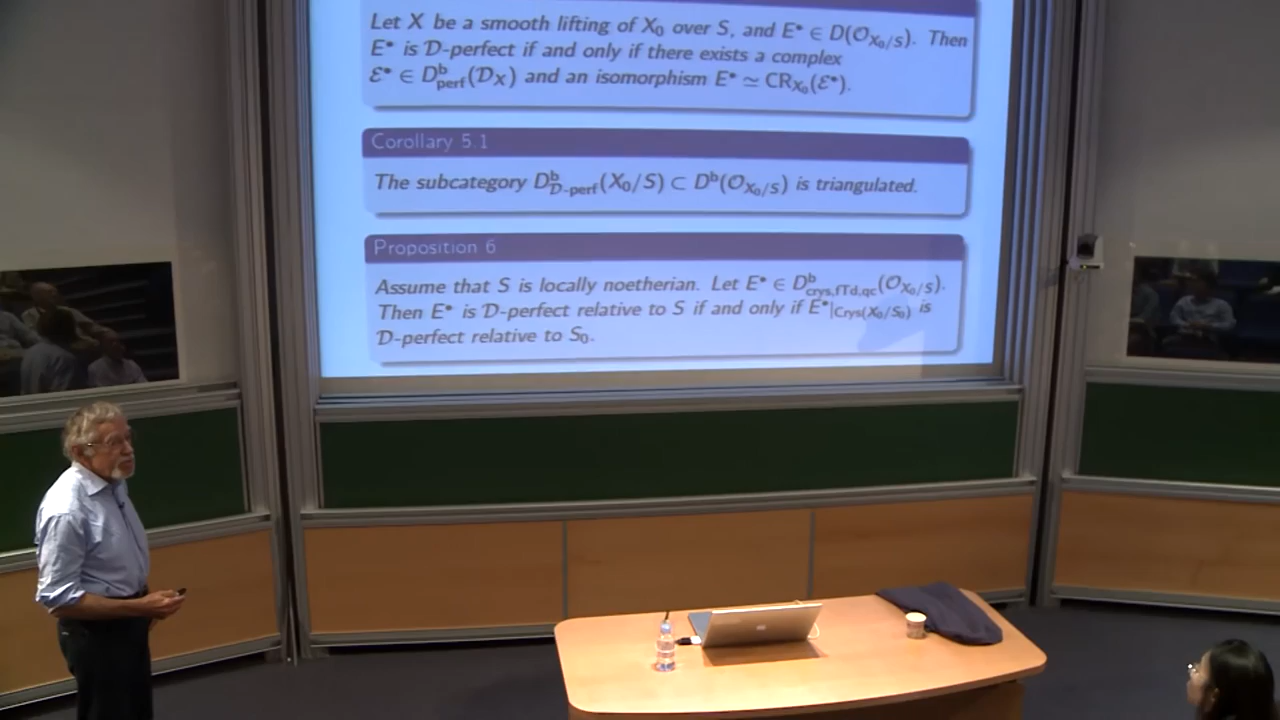 Let X be a smooth lifting of X₀ over S, and E• ∈ D(𝒪_{X₀/S}). Then
E• is 𝒟-perfect if and only if there exists a complex
ℰ• ∈ D^b_{perf}(𝒟_X) and an isomorphism E• ≃ CR_{X₀}(ℰ•).
Corollary 5.1
The subcategory D^b_{𝒟-perf}(X₀/S) ⊂ D^b(𝒪_{X₀/S}) is triangulated.
Proposition 6
Assume that S is locally noetherian. Let E• ∈ D^b_{crys,fTd,qc}(𝒪_{X₀/S}).
Then E• is 𝒟-perfect relative to S if and only if E•|_{Crys(X₀/S₀)} is
𝒟-perfect relative to S₀.